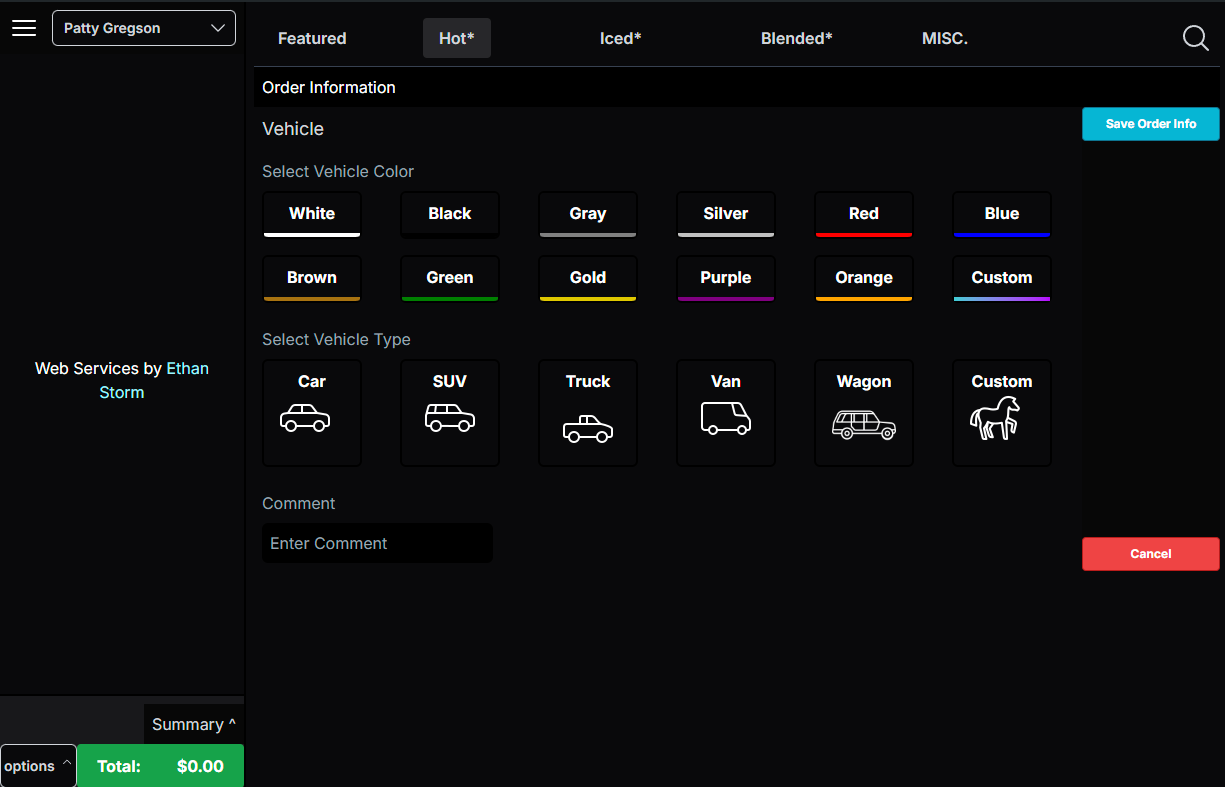 Patty Gregson
Featured
Hot*
Iced*
Blended*
MISC.
Order Information
Vehicle
Save Order Info
Select Vehicle Color
White
Black
Gray
Silver
Red
Blue
Brown
Green
Gold
Purple
Orange
Custom
Select Vehicle Type
Car
SUV
Truck
Van
Wagon
Custom
Comment
Enter Comment
Cancel
Web Services by Ethan
Storm
Summary ^
options ^
Total: $0.00